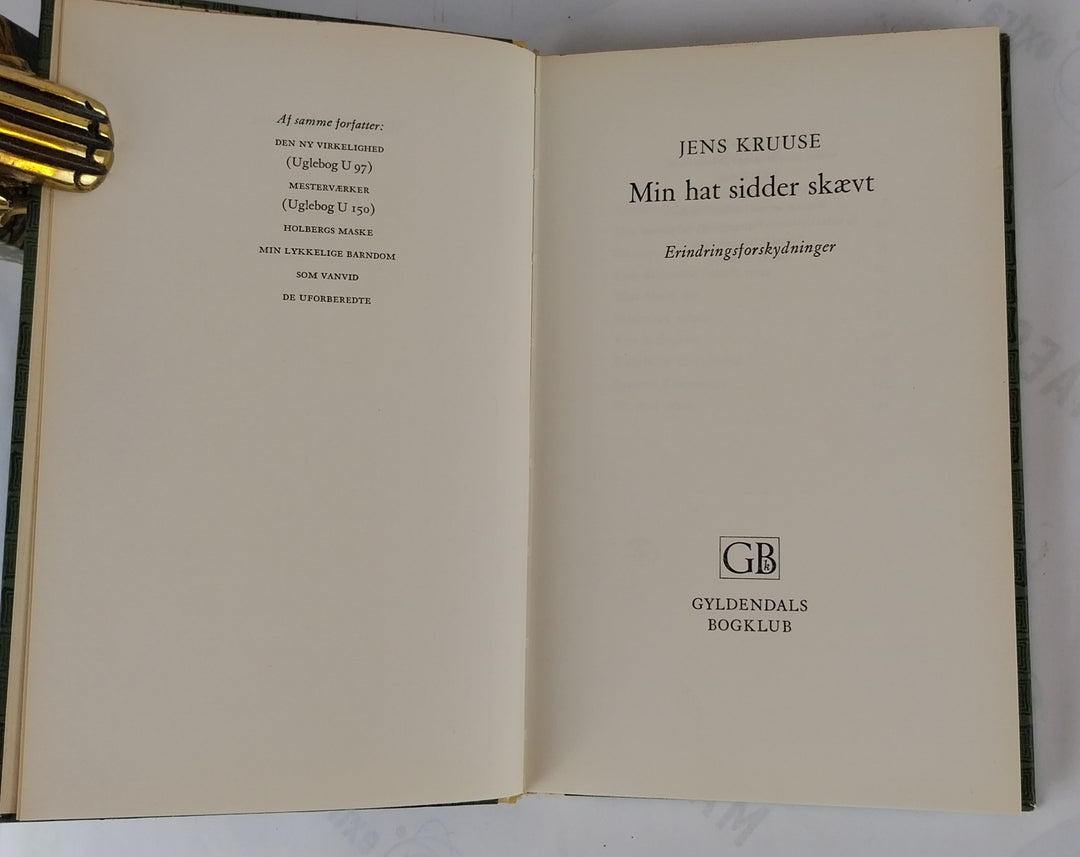 Af samme forfatter:
DEN NY VIRKELIGHED
(Uglebog U 97)
MESTERVÆRKER
(Uglebog U 150)
HOLBERGS MASKE
MIN LYKKELIGE BARNDOM
SOM VANVID
DE UFORBEREDTE
JENS KRUUSE
Min hat sidder skævt
Erindringsforskydninger
GBk
GYLDENDALS
BOGKLUB